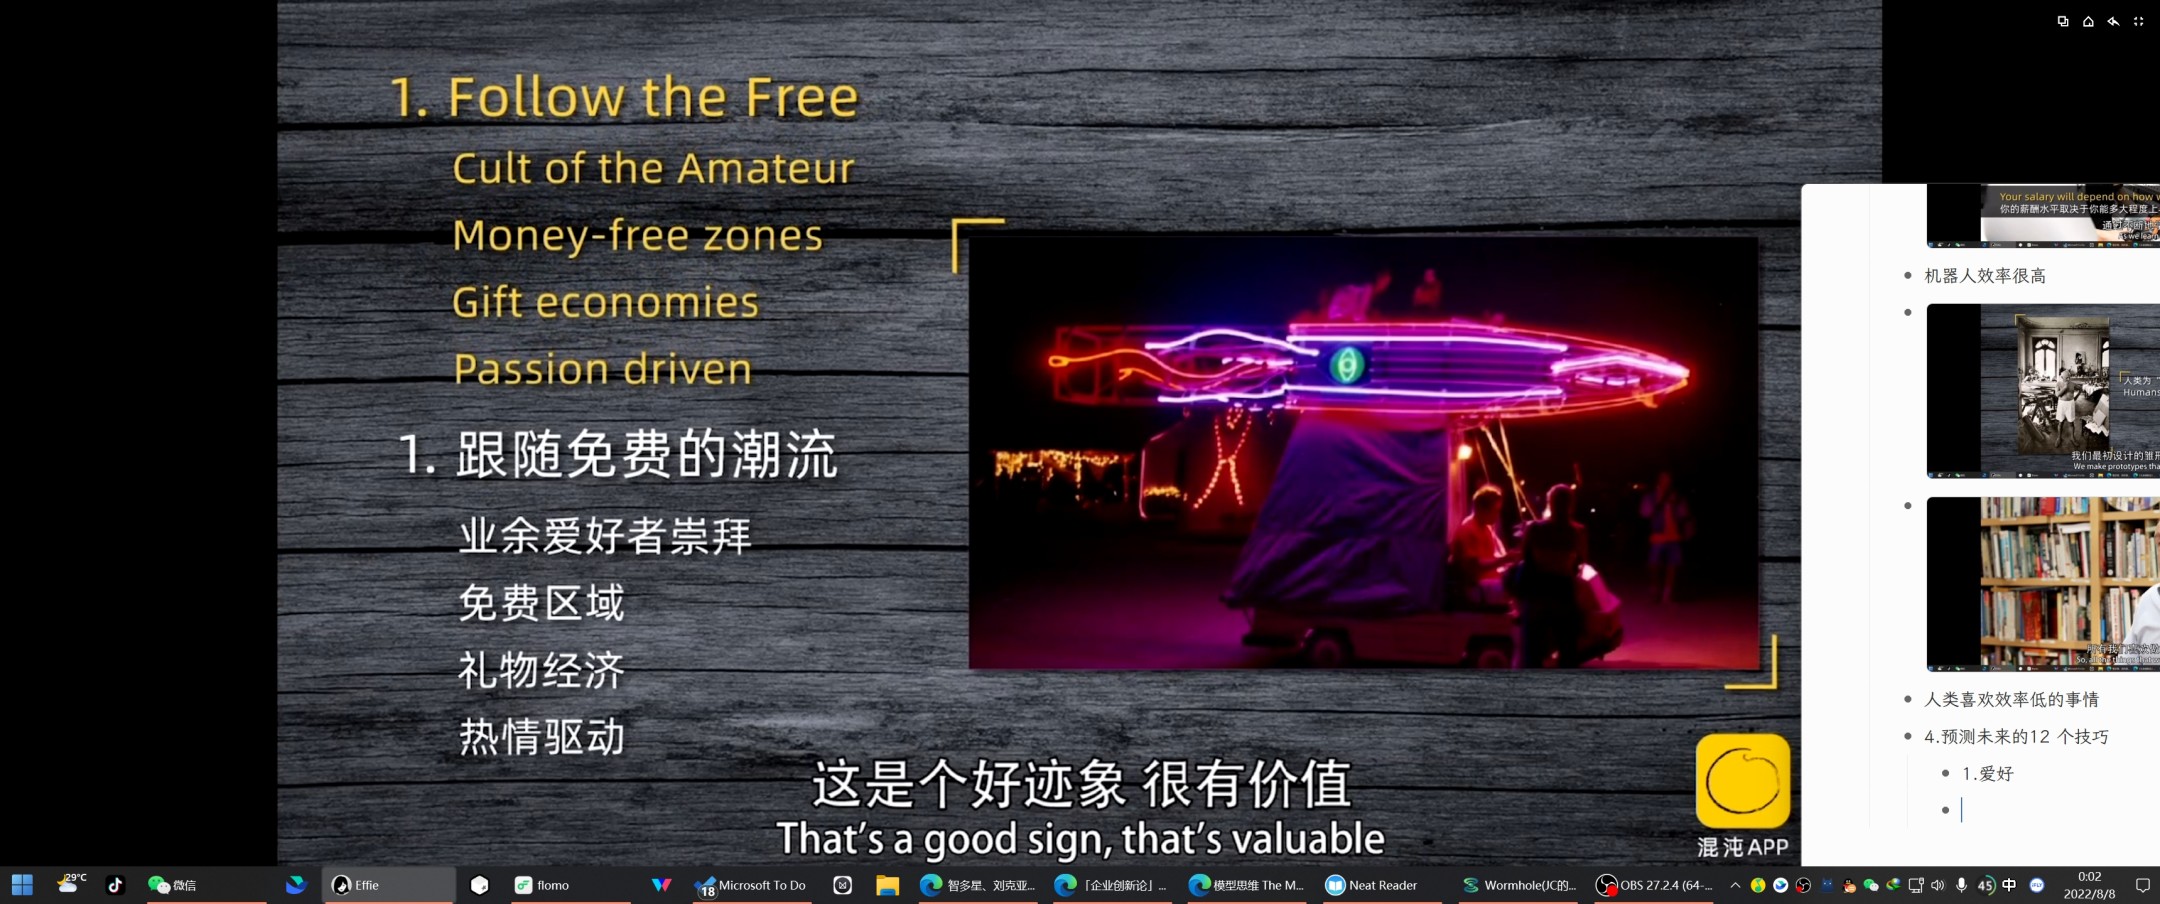 1. Follow the Free
Cult of the Amateur
Money-free zones
Gift economies
Passion driven
1. 跟随免费的潮流
业余爱好者崇拜
免费区域
礼物经济
热情驱动
这是个好迹象 很有价值
That's a good sign, that's valuable
混沌APP
Your salary will depend on how w
你的薪酬水平取决于你能多大程度上
As we learn
机器人效率很高
人类为
Humans
我们最初设计的雏形
We make prototypes tha
人类喜欢效率低的事情
4.预测未来的12 个技巧
1.爱好
29°C
微信
Effie
flomo
18
Microsoft To Do
智多星、刘克亚...
「企业创新论」...
模型思维 The M...
Neat Reader
Wormhole(JC的...
OBS 27.2.4 (64-...
45
中
0:02
2022/8/8